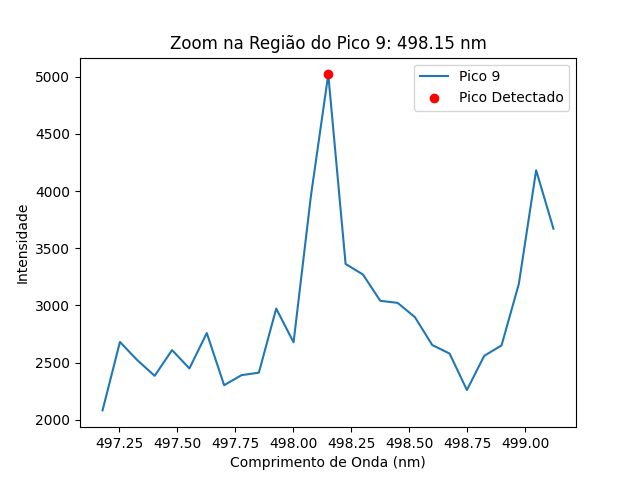 Zoom na Região do Pico 9: 498.15 nm
Pico 9
Pico Detectado
Intensidade
5000
4500
4000
3500
3000
2500
2000
497.25 497.50 497.75 498.00 498.25 498.50 498.75 499.00
Comprimento de Onda (nm)